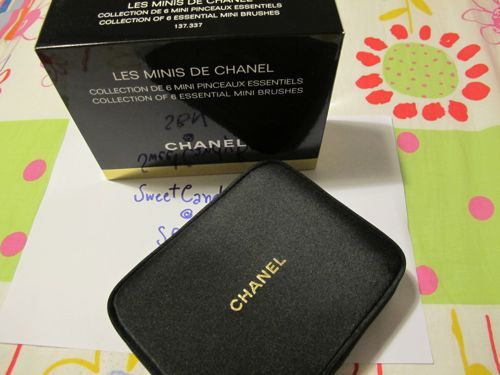 LES MINIS DE CHANEL
COLLECTION DE 6 MINI PINCEAUX ESSENTIELS
COLLECTION OF 6 ESSENTIAL MINI BRUSHES
137.337
LES MINIS DE CHANEL
COLLECTION DE 6 MINI PINCEAUX ESSENTIELS
COLLECTION OF 6 ESSENTIAL MINI BRUSHES
CHANEL
Sweet
@
CHANEL